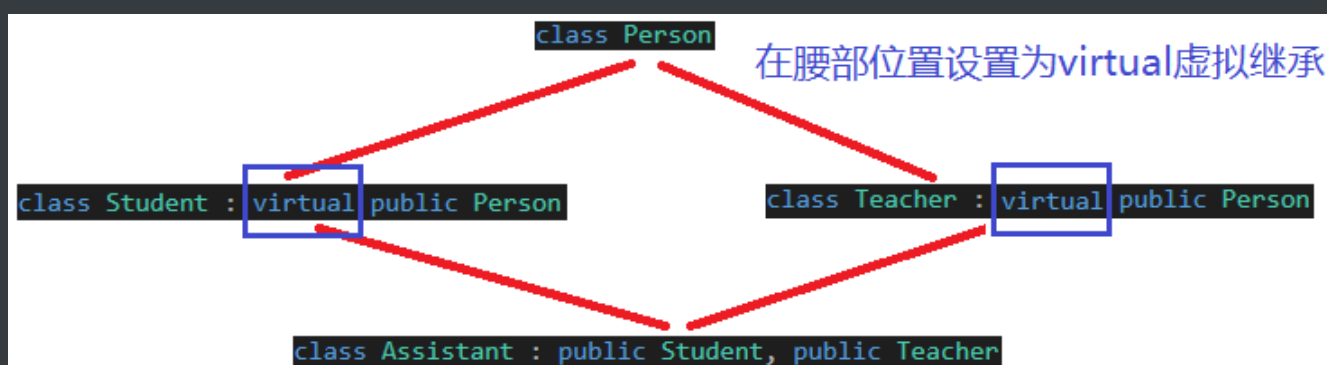 class Person
在腰部位置设置为virtual虚拟继承
class Student : virtual public Person
class Teacher : virtual public Person
class Assistant : public Student, public Teacher